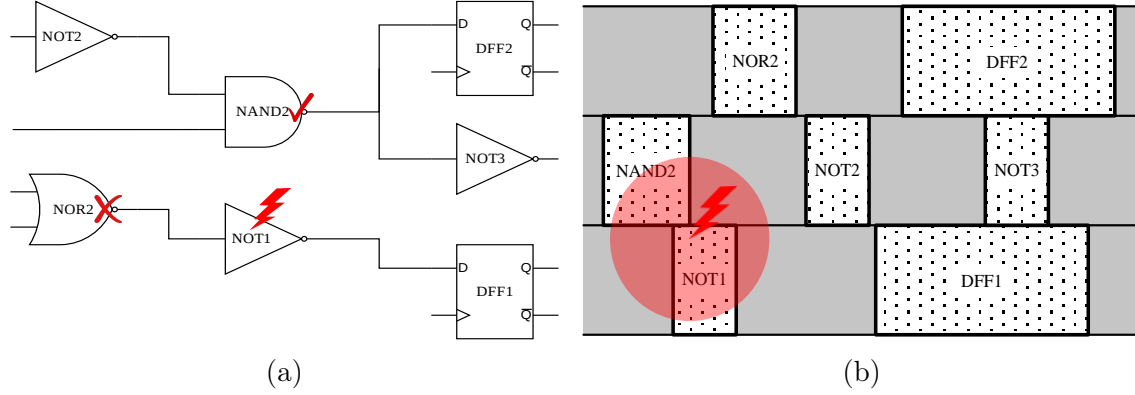 NOT2
D
Q
DFF2
Q
NAND2
NOT3
NOR2
NOT1
D
Q
DFF1
Q
(a)
NOR2
DFF2
NAND2
NOT2
NOT3
NOT1
DFF1
(b)